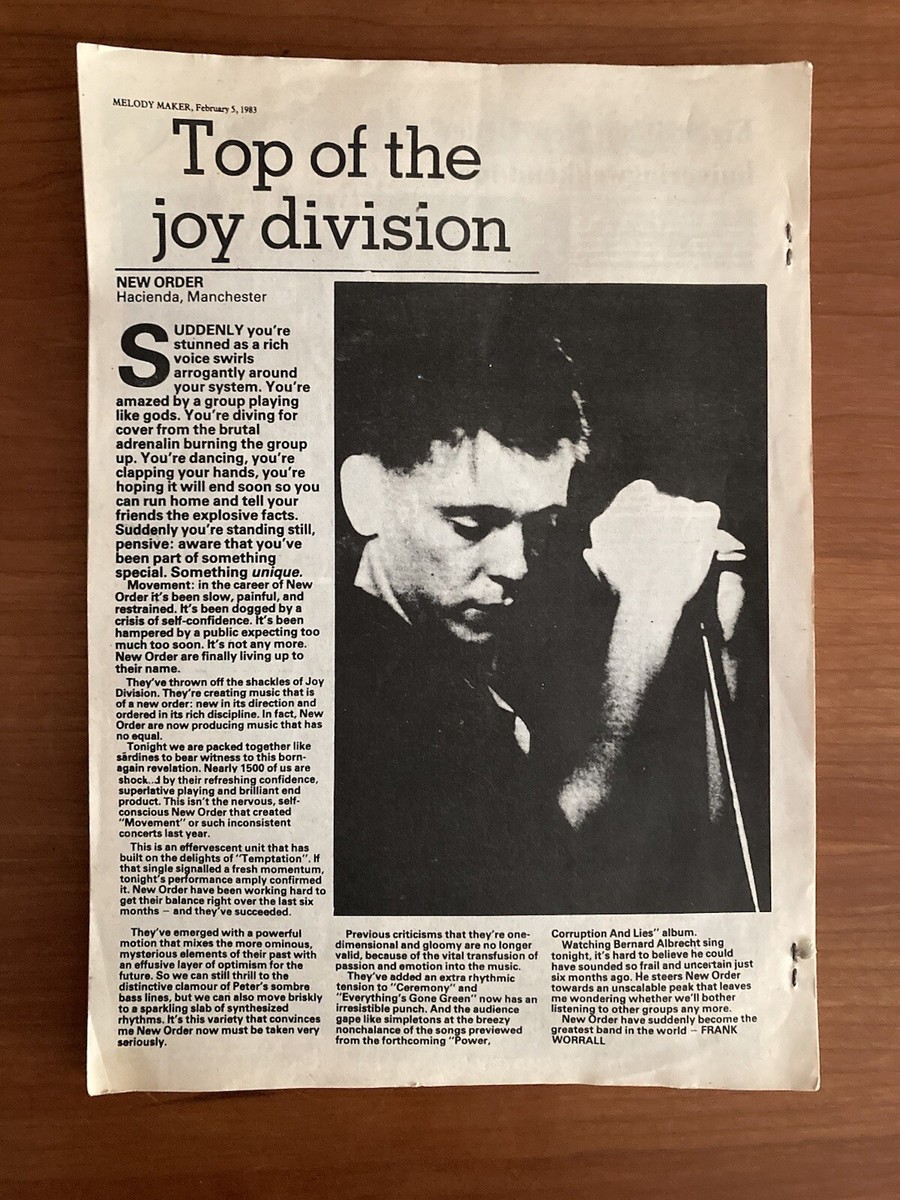 MELODY MAKER, February 5, 1983
Top of the
joy division
NEW ORDER
Hacienda, Manchester
SUDDENLY you're
stunned as a rich
voice swirls
arrogantly around
your system. You're
amazed by a group playing
like gods. You're diving for
cover from the brutal
adrenalin burning the group
up. You're dancing, you're
clapping your hands, you're
hoping it will end soon so you
can run home and tell your
friends the explosive facts.
Suddenly you're standing still,
pensive: aware that you've
been part of something
special. Something unique.
Movement: in the career of New
Order it's been slow, painful, and
restrained. It's been dogged by a
crisis of self-confidence. It's been
hampered by a public expecting too
much too soon. It's not any more.
New Order are finally living up to
their name.
They've thrown off the shackles of Joy
Division. They're creating music that is
of a new order: new in its direction and
ordered in its rich discipline. In fact, New
Order are now producing music that has
no equal.
Tonight we are packed together like
sardines to bear witness to this born-
again revelation. Nearly 1500 of us are
by their refreshing confidence,
superlative playing and brilliant end
product. This isn't the nervous, self-
conscious New Order that created
"Movement" or such inconsistent
concerts last year.
This is an effervescent unit that has
built on the delights of "Temptation". If
that single signalled a fresh momentum,
tonight's performance amply confirmed
it. New Order have been working hard to
get their balance right over the last six
months – and they've succeeded.
They've emerged with a powerful
motion that mixes the more ominous,
mysterious elements of their past with
an effusive layer of optimism for the
future. So we can still thrill to the
distinctive clamour of Peter's sombre
bass lines, but we can also move briskly
to a sparkling slab of synthesized
rhythms. It's this variety that convinces
me New Order now must be taken very
seriously.
Previous criticisms that they're one-
dimensional and gloomy are no longer
valid, because of the vital transfusion of
passion and emotion into the music.
They've added an extra rhythmic
tension to "Ceremony" and
"Everything's Gone Green" now has an
irresistible punch. And the audience
gape like simpletons at the breezy
nonchalance of the songs previewed
from the forthcoming "Power,
Corruption And Lies" album.
Watching Bernard Albrecht sing
tonight, it's hard to believe he could
have sounded so frail and uncertain just
six months ago. He steers New Order
towards an unscalable peak that leaves
me wondering whether we'll bother
listening to other groups any more.
New Order have suddenly become the
greatest band in the world – FRANK
WORRALL